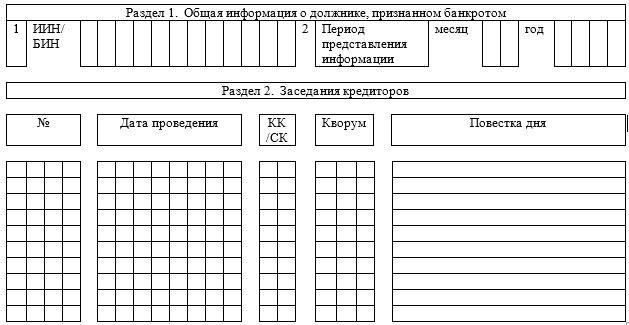 Раздел 1. Общая информация о должнике, признанном банкротом
1 ИИН/ БИН 2 Период представления информации месяц год
Раздел 2. Заседания кредиторов
№ Дата проведения КК /СК Кворум Повестка дня